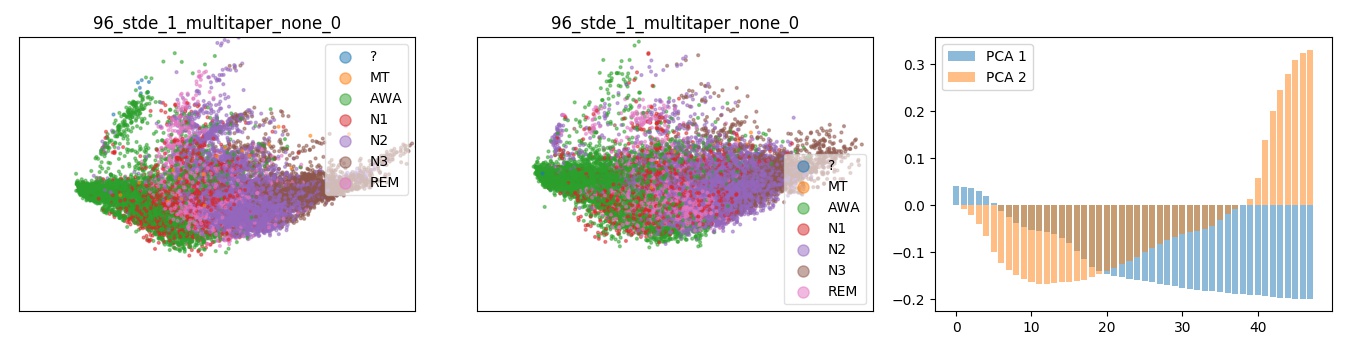 96_stde_1_multitaper_none_0
?
MT
AWA
N1
N2
N3
REM
96_stde_1_multitaper_none_0
?
MT
AWA
N1
N2
N3
REM
PCA 1
PCA 2
0.3
0.2
0.1
0.0
−0.1
−0.2
0
10
20
30
40